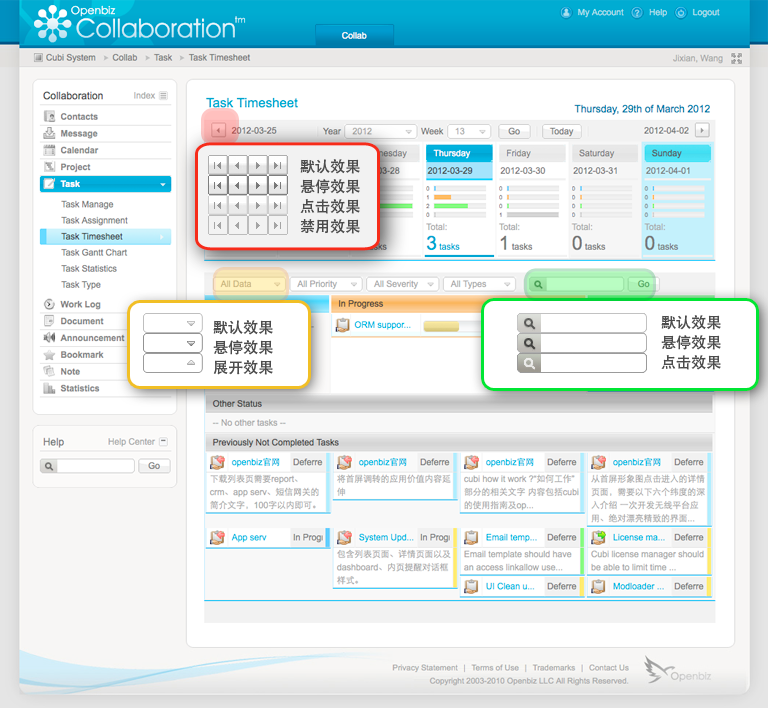 Openbiz
Collaboration™
My Account Help Logout
Collab
Cubi System » Collab » Task » Task Timesheet
Jixian, Wang
Collaboration Index
Contacts
Message
Calendar
Project
Task
Task Manage
Task Assignment
Task Timesheet
Task Gantt Chart
Task Statistics
Task Type
Work Log
Document
Announcement
Bookmark
Note
Statistics
Help Help Center
Go
Task Timesheet
Thursday, 29th of March 2012
2012-03-25 Year 2012 Week 13 Go Today 2012-04-02
默认效果
悬停效果
点击效果
禁用效果
nesday
03-28
asks
Thursday
2012-03-29
0
1
2
0
Total:
3 tasks
Friday
2012-03-30
0
0
0
1
Total:
1 tasks
Saturday
2012-03-31
0
0
0
0
Total:
0 tasks
Sunday
2012-04-01
0
0
0
0
Total:
0 tasks
All Data All Priority All Severity All Types Go
In Progress
ORM suppor...
默认效果
悬停效果
展开效果
默认效果
悬停效果
点击效果
Other Status
-- No other tasks --
Previously Not Completed Tasks
openbiz官网 Deferre
下载列表页需要report、
crm、app serv、短信网关的
简介文字，100字以内即可。
openbiz官网 Deferre
将首屏调转的应用价值内容延
伸
openbiz官网 Deferre
cubi how it work ?"如何工作"
部分的相关文字 内容包括cubi
的使用指南及op...
openbiz官网 Deferre
从首屏形象图点击进入的详情
页面，需要以下六个纬度的深
入介绍 一次开发无线平台应
用、绝对漂亮精致的界面...
App serv In Progr
System Upd... In Progr
包含列表页面、详情页面以及
dashboard、内页提醒对话框
样式。
Email temp... Deferre
Email template should have
an access linkallow use...
License ma... Deferre
Cubi license manager should
be able to limit time ...
UI Clean u... Deferre
Modloader ... Deferre
Privacy Statement | Terms of Use | Trademarks | Contact Us
Copyright 2003-2010 Openbiz LLC All Rights Reserved.
Openbiz